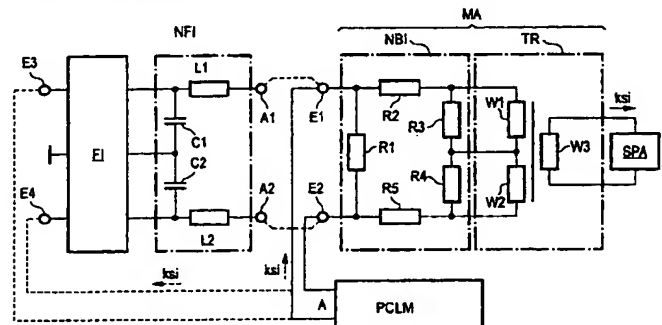 MA
NFI
NBI
TR
E3
L1
A1
E1
R2
W1
ksi
R3
C1
FI
C2
R1
W3
SPA
R4
W2
E4
A2
E2
R5
L2
ksi
ksi
A
PCLM